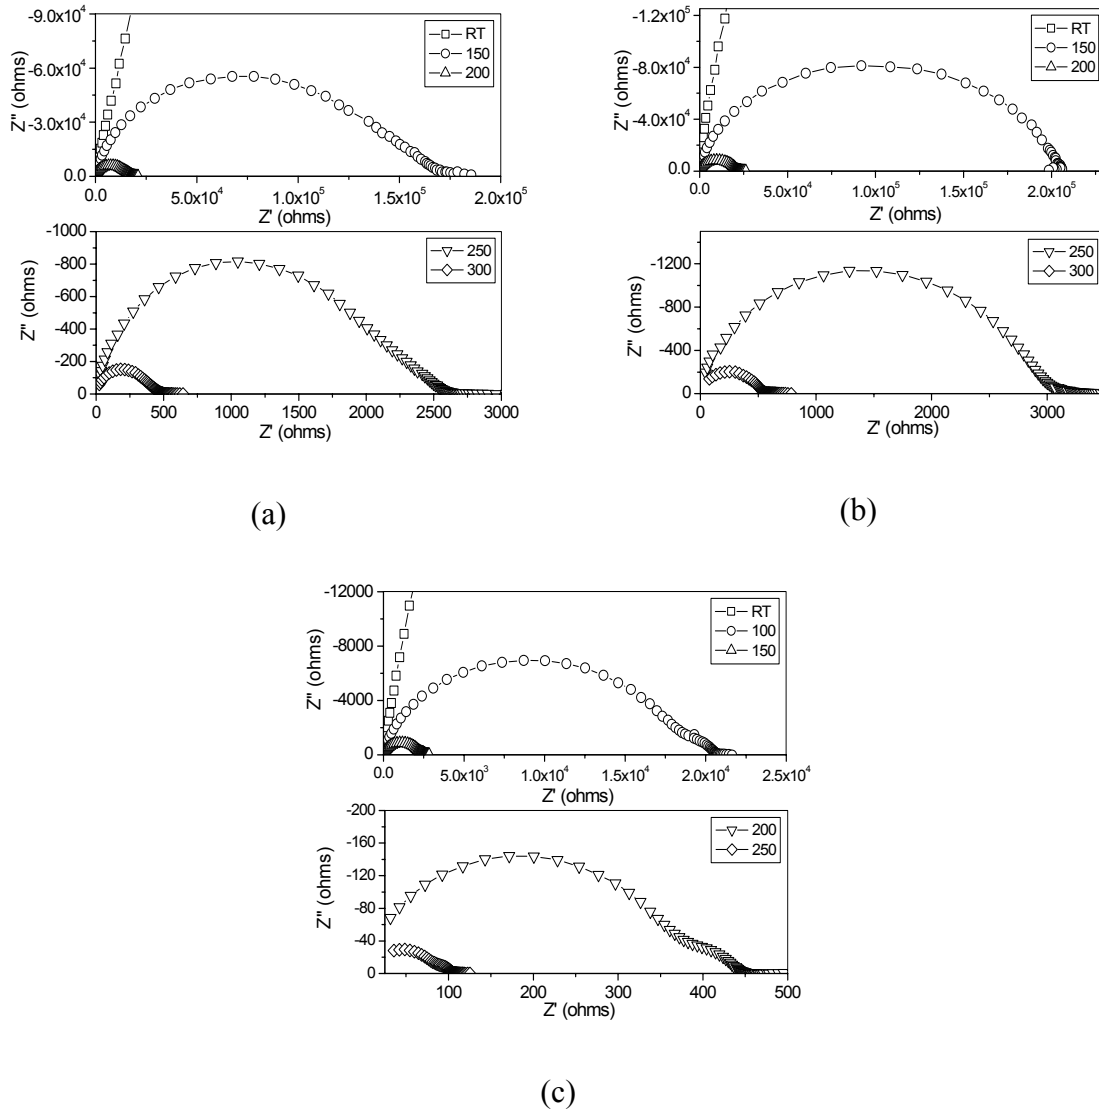 -9.0x10⁴
-6.0x10⁴
-3.0x10⁴
0.0
Z'' (ohms)
RT
150
200
0.0
5.0x10⁴
1.0x10⁵
1.5x10⁵
2.0x10⁵
Z' (ohms)
-1000
-800
-600
-400
-200
0
Z'' (ohms)
250
300
0
500
1000
1500
2000
2500
3000
Z' (ohms)
(a)
-1.2x10⁵
-8.0x10⁴
-4.0x10⁴
0.0
Z'' (ohms)
RT
150
200
0.0
5.0x10⁴
1.0x10⁵
1.5x10⁵
2.0x10⁵
Z' (ohms)
-1200
-800
-400
0
Z'' (ohms)
250
300
0
1000
2000
3000
Z' (ohms)
(b)
-12000
-8000
-4000
0
Z'' (ohms)
RT
100
150
0.0
5.0x10³
1.0x10⁴
1.5x10⁴
2.0x10⁴
2.5x10⁴
Z' (ohms)
-200
-160
-120
-80
-40
0
Z'' (ohms)
200
250
100
200
300
400
500
Z' (ohms)
(c)